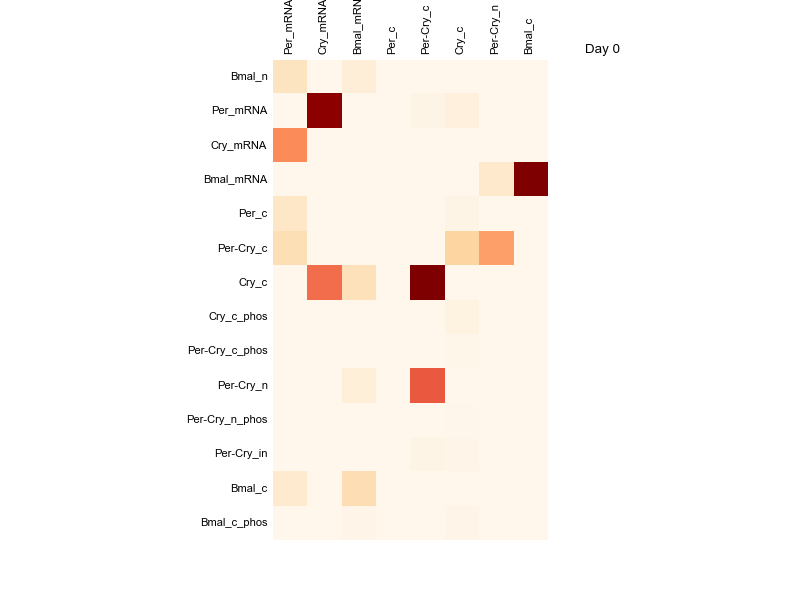 Per_mRNA
Cry_mRNA
Bmal_mRN
Per_c
Per-Cry_c
Cry_c
Per-Cry_n
Bmal_c
Day 0
Bmal_n
Per_mRNA
Cry_mRNA
Bmal_mRNA
Per_c
Per-Cry_c
Cry_c
Cry_c_phos
Per-Cry_c_phos
Per-Cry_n
Per-Cry_n_phos
Per-Cry_in
Bmal_c
Bmal_c_phos